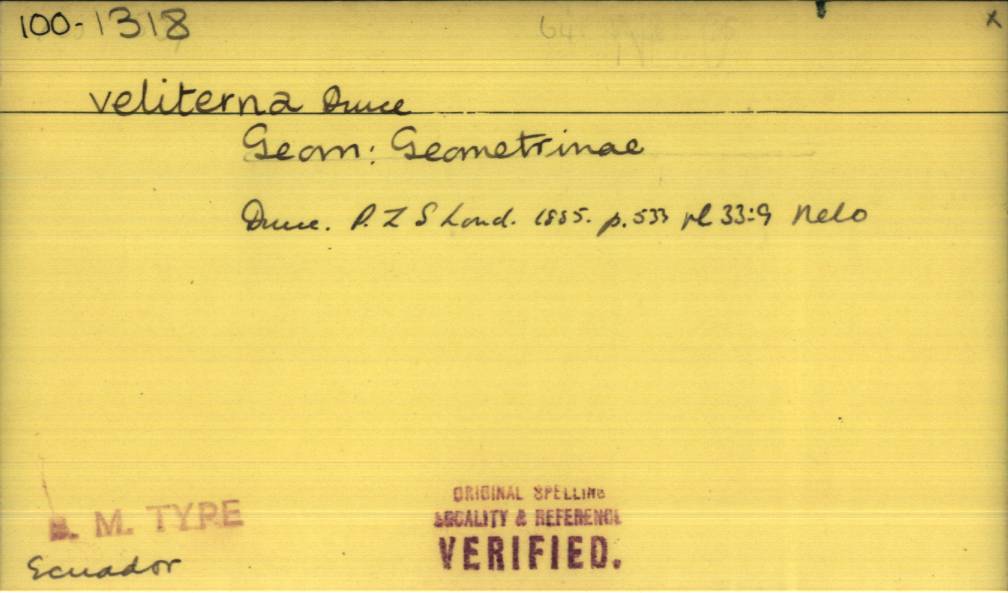 100-1318 x
veliterna Druce
Geom: Geometrinae
Druce. P. Z S Lond. 1885. p.533 pl 33:9 Nelo
B. M. TYPE
Ecuador
ORIGINAL SPELLING
LOCALITY & REFERENCE
VERIFIED.